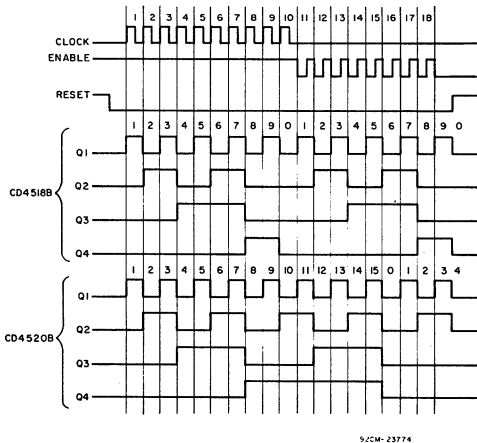 1 2 3 4 5 6 7 8 9 10 11 12 13 14 15 16 17 18
CLOCK
ENABLE
RESET
1 2 3 4 5 6 7 8 9 0 1 2 3 4 5 6 7 8 9 0
Q1
Q2
CD4518B
Q3
Q4
1 2 3 4 5 6 7 8 9 10 11 12 13 14 15 0 1 2 3 4
Q1
Q2
CD4520B
Q3
Q4
92CM-23774